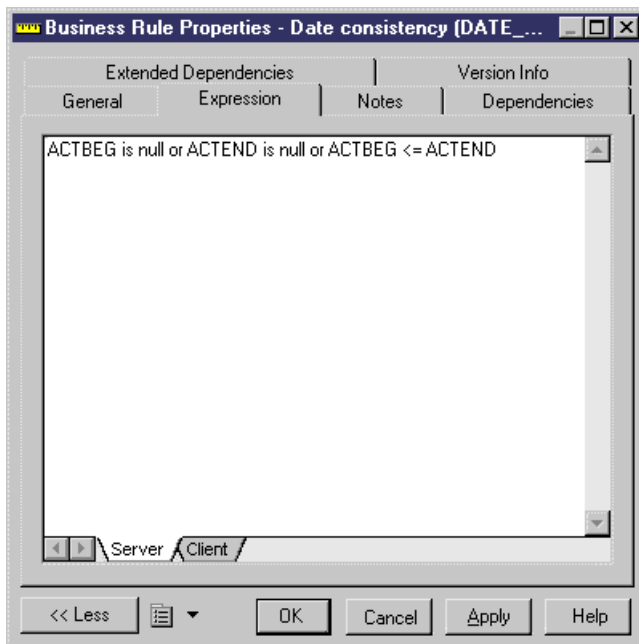 Business Rule Properties - Date consistency (DATE_...
Extended Dependencies Version Info
General Expression Notes Dependencies
ACTBEG is null or ACTEND is null or ACTBEG <= ACTEND
Server Client
<< Less OK Cancel Apply Help